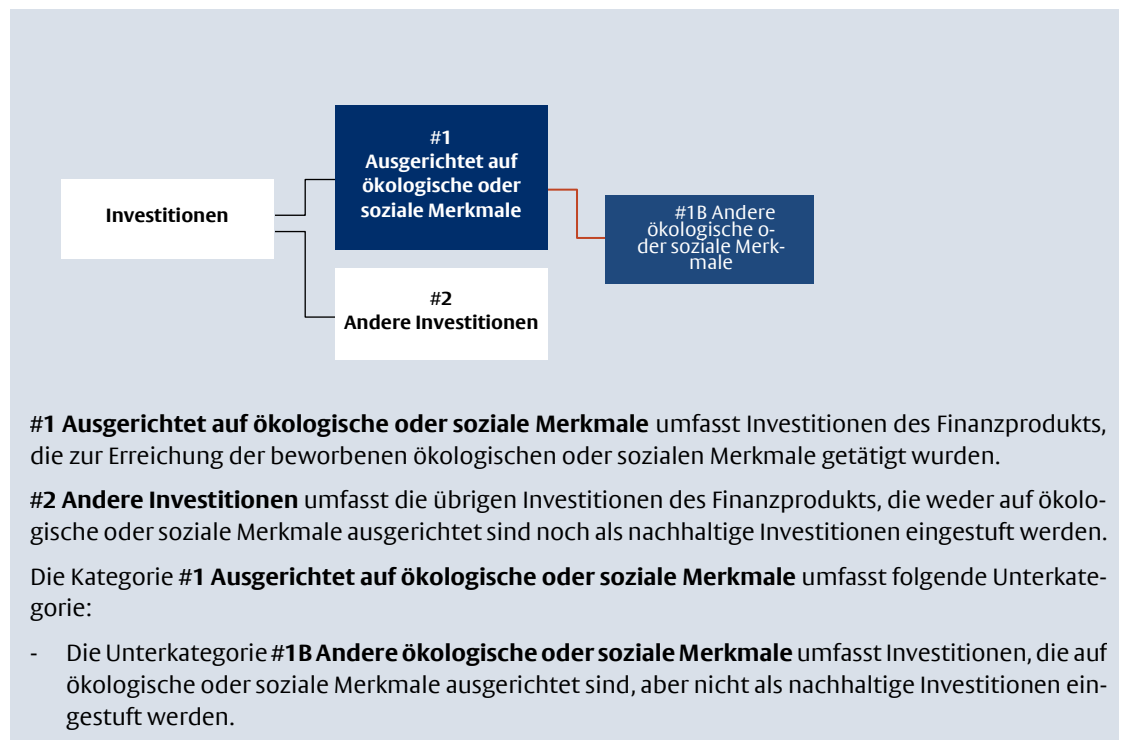 #1
Ausgerichtet auf
ökologische oder
soziale Merkmale
Investitionen
#1B Andere
ökologische o-
der soziale Merk-
male
#2
Andere Investitionen
#1 Ausgerichtet auf ökologische oder soziale Merkmale umfasst Investitionen des Finanzprodukts,
die zur Erreichung der beworbenen ökologischen oder sozialen Merkmale getätigt wurden.
#2 Andere Investitionen umfasst die übrigen Investitionen des Finanzprodukts, die weder auf ökolo-
gische oder soziale Merkmale ausgerichtet sind noch als nachhaltige Investitionen eingestuft werden.
Die Kategorie #1 Ausgerichtet auf ökologische oder soziale Merkmale umfasst folgende Unterkate-
gorie:
- Die Unterkategorie #1B Andere ökologische oder soziale Merkmale umfasst Investitionen, die auf
ökologische oder soziale Merkmale ausgerichtet sind, aber nicht als nachhaltige Investitionen ein-
gestuft werden.